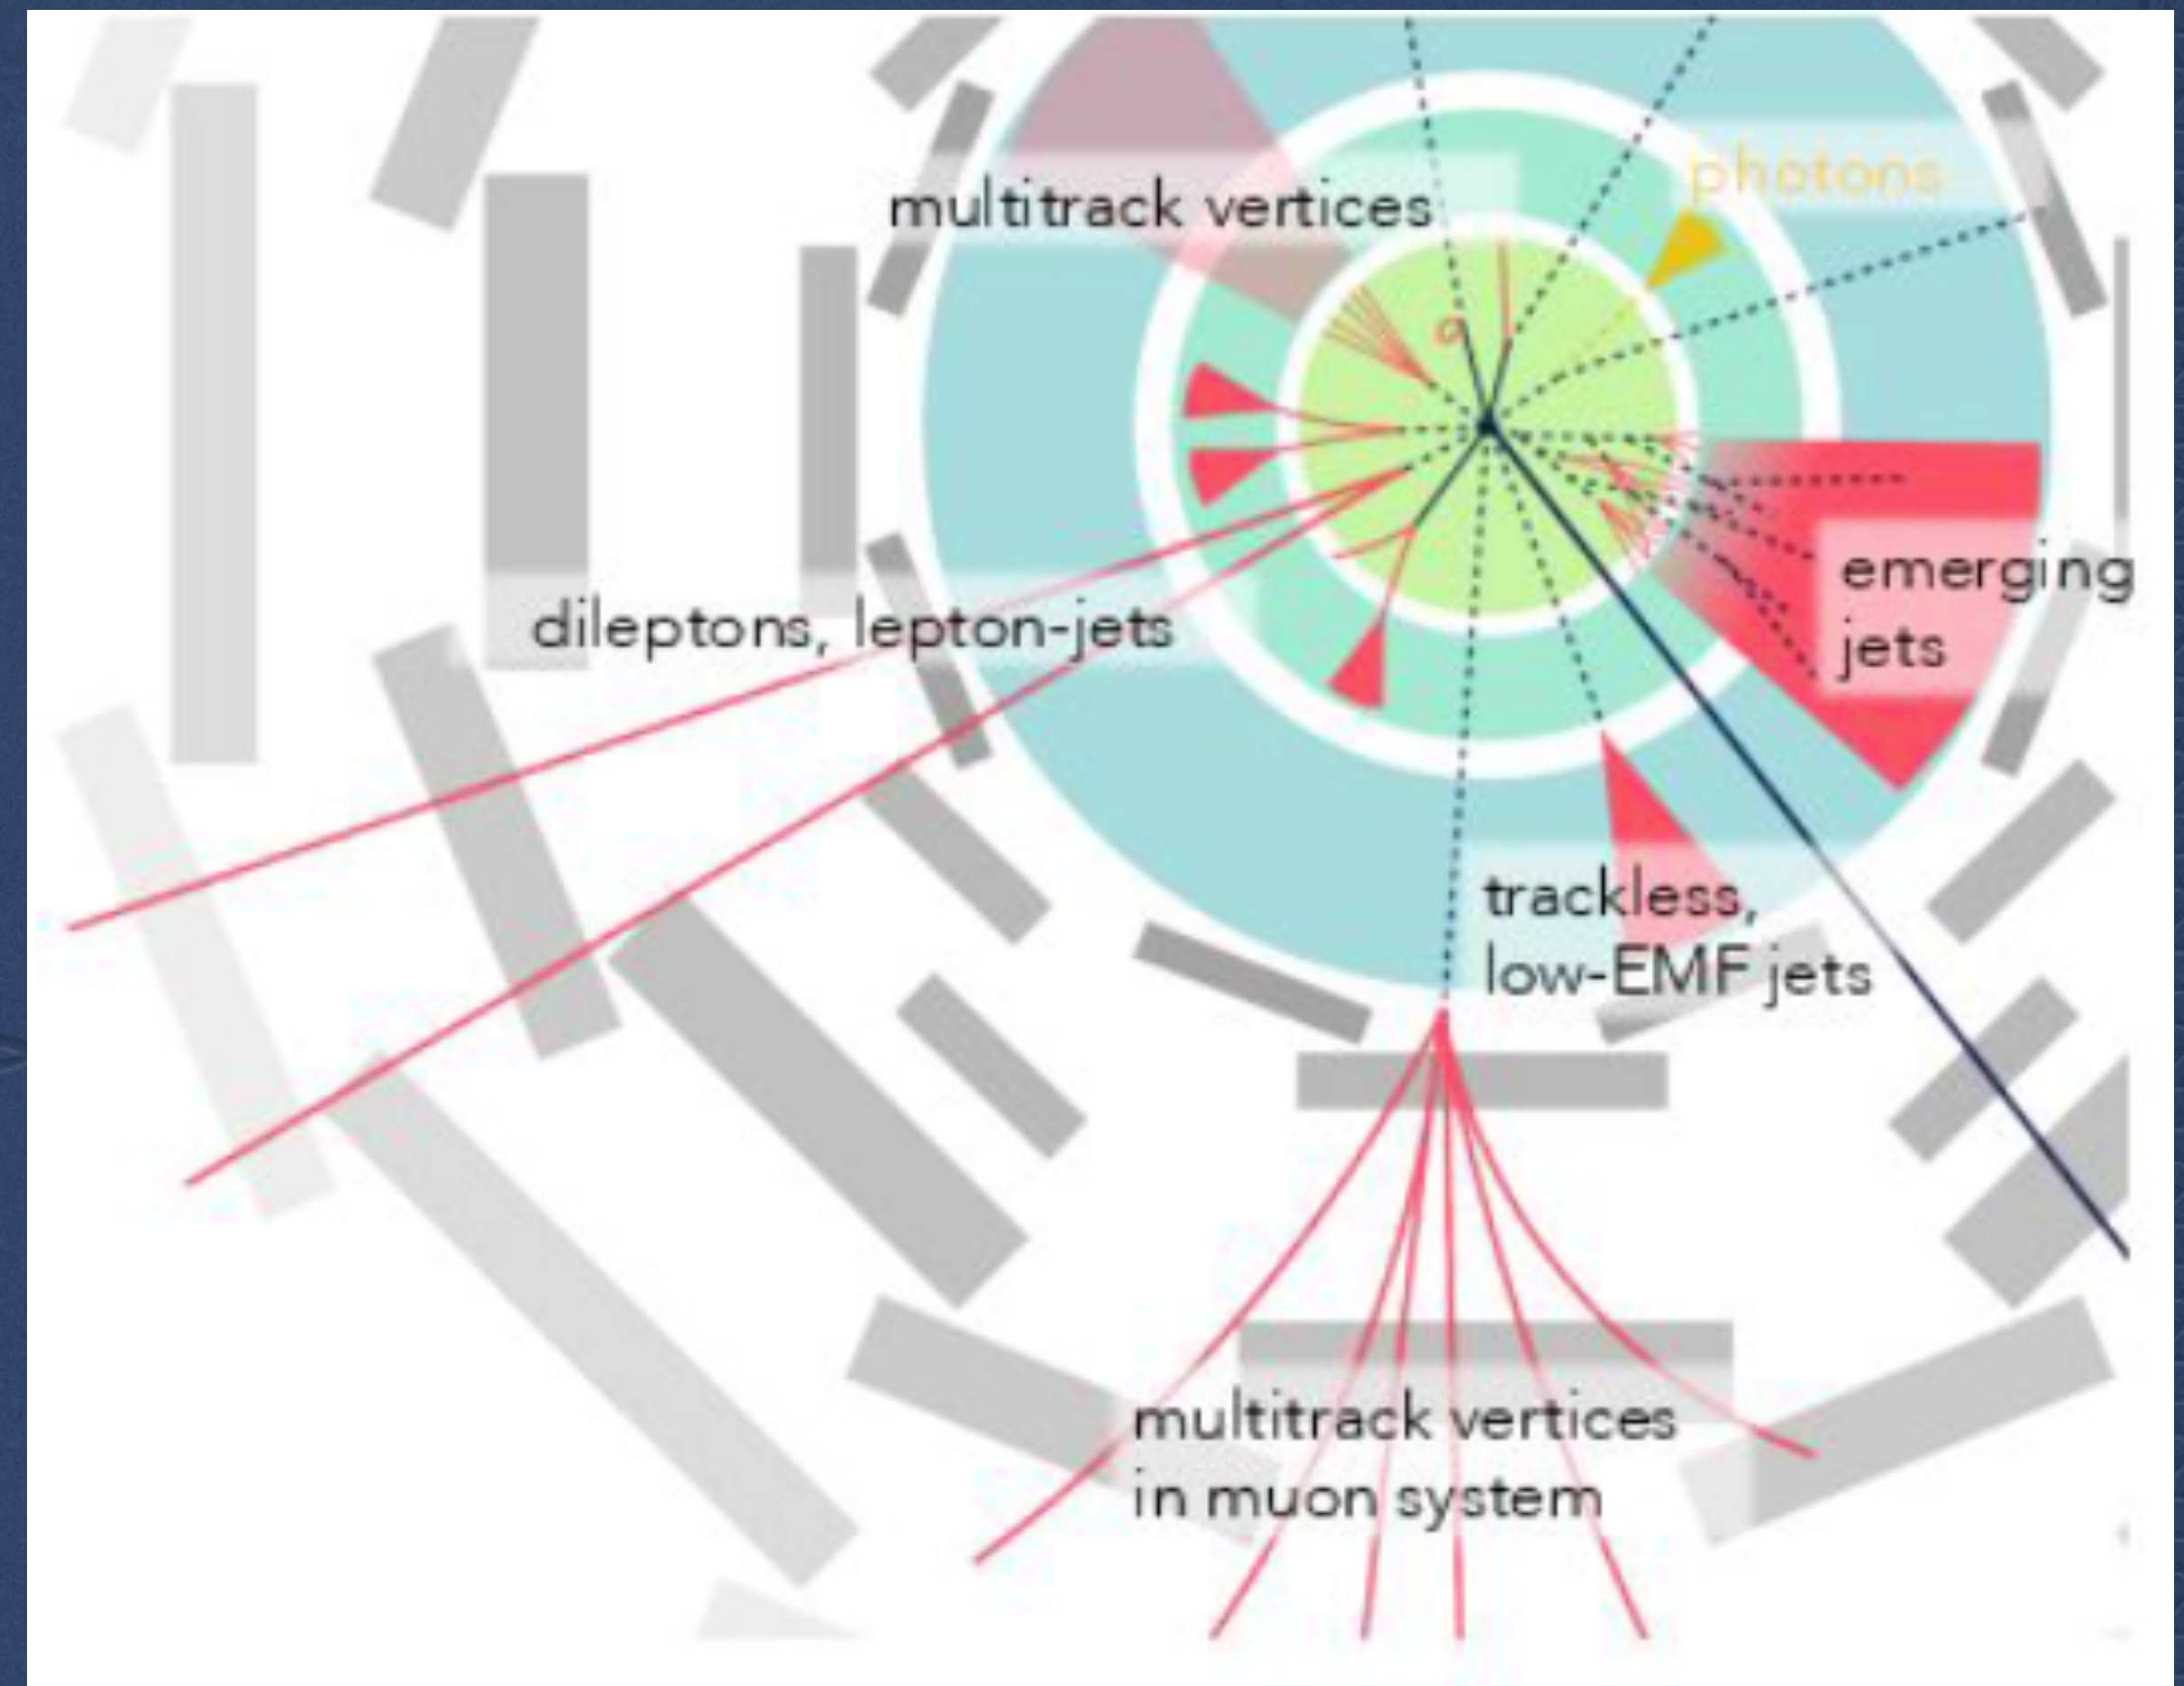 photons
multitrack vertices
emerging
jets
dileptons, lepton-jets
trackless,
low-EMF jets
multitrack vertices
in muon system